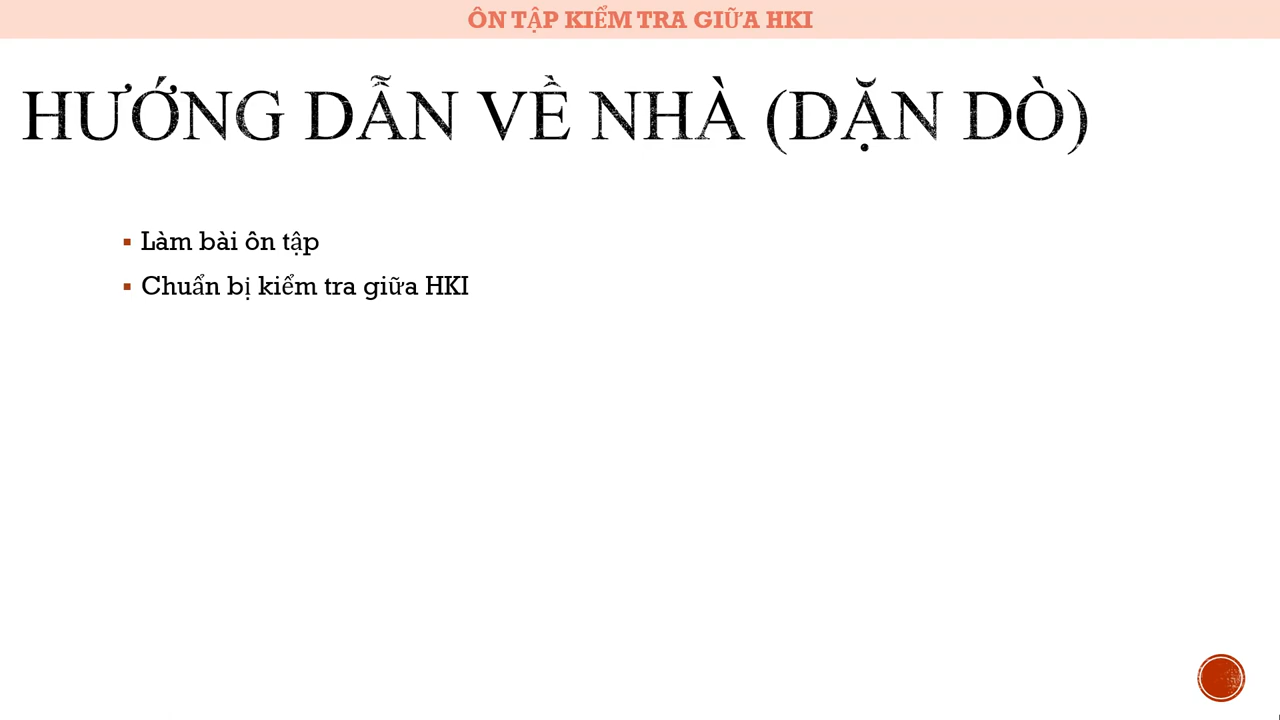 ÔN TẬP KIỂM TRA GIỮA HKI
HƯỚNG DẪN VỀ NHÀ (DẶN DÒ)
▪ Làm bài ôn tập
▪ Chuẩn bị kiểm tra giữa HKI